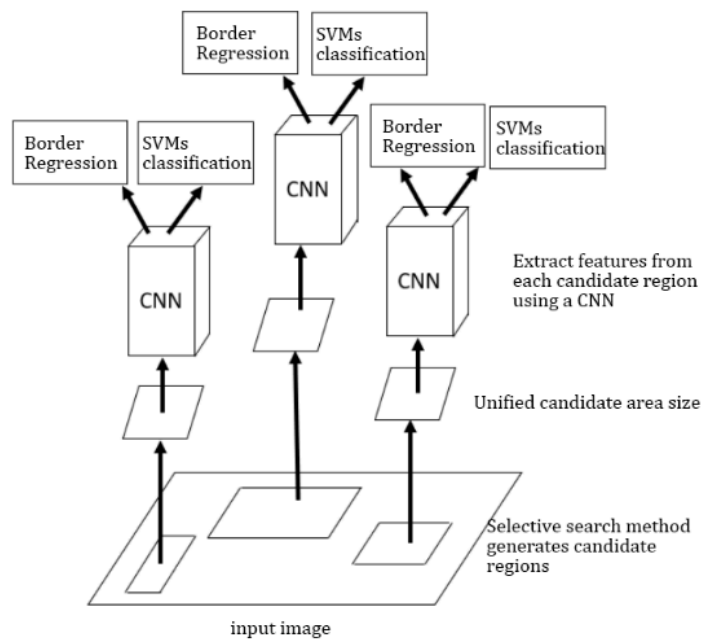 Border
Regression
SVMs
classification
Border
Regression
SVMs
classification
Border
Regression
SVMs
classification
CNN
CNN
CNN
Extract features from
each candidate region
using a CNN
Unified candidate area size
Selective search method
generates candidate
regions
input image